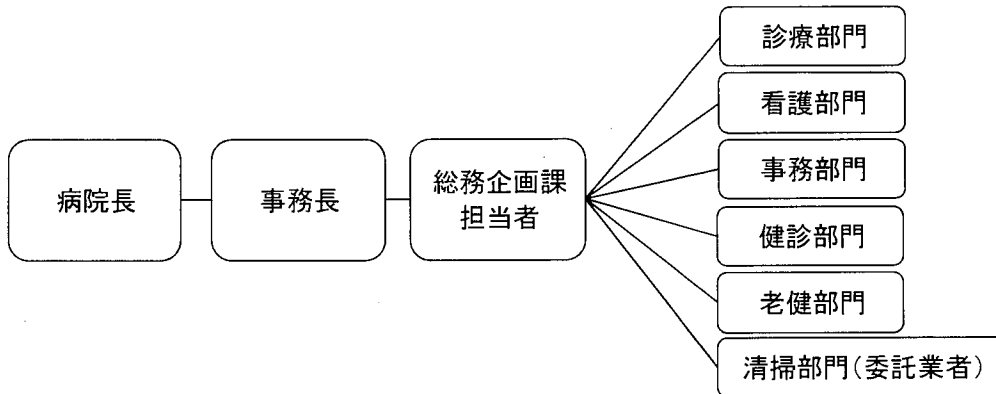 病院長
事務長
総務企画課
担当者
診療部門
看護部門
事務部門
健診部門
老健部門
清掃部門(委託業者)